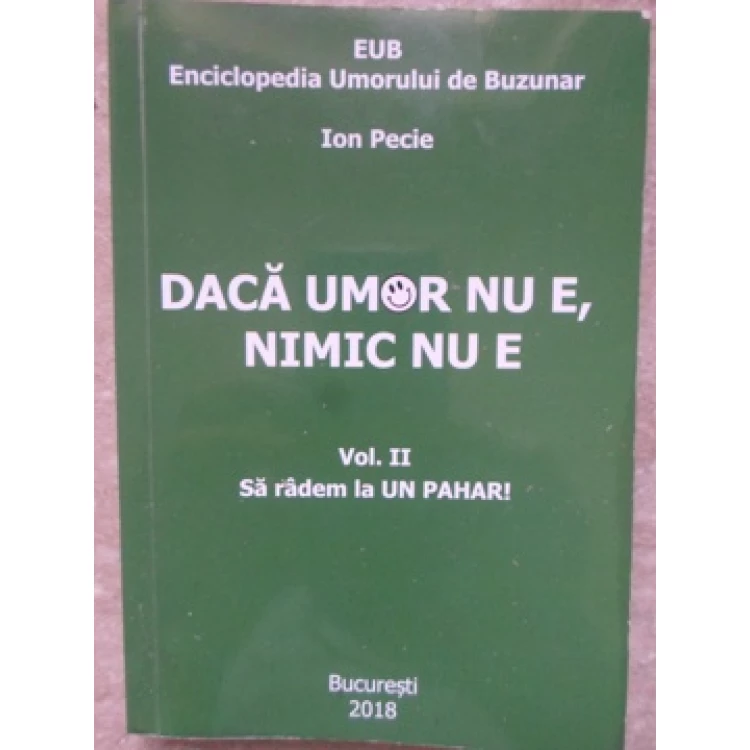 EUB
Enciclopedia Umorului de Buzunar
Ion Pecie
DACĂ UMOR NU E,
NIMIC NU E
Vol. II
Să râdem la UN PAHAR!
București
2018